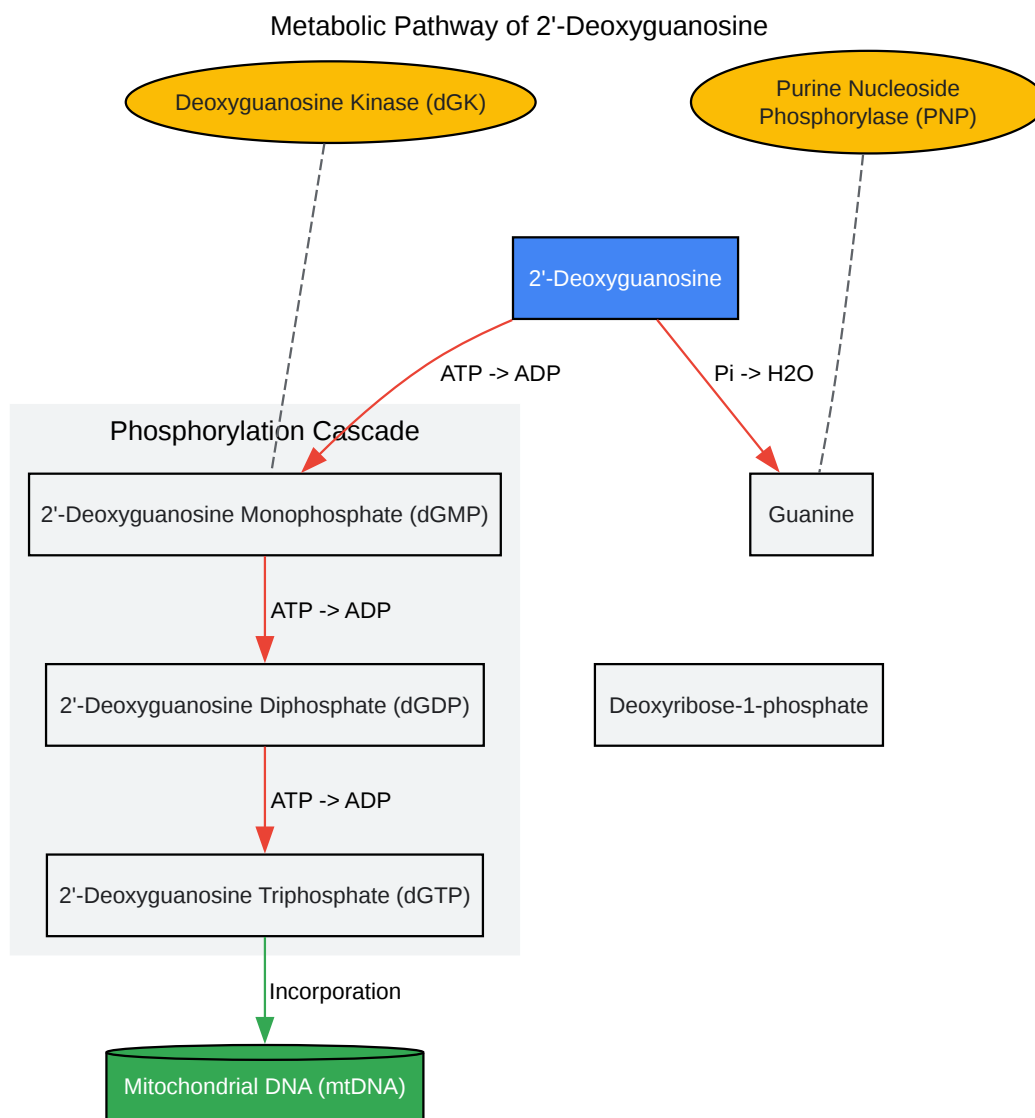 Metabolic Pathway of 2'-Deoxyguanosine
Deoxyguanosine Kinase (dGK)
Purine Nucleoside
Phosphorylase (PNP)
2'-Deoxyguanosine
ATP -> ADP
Pi -> H2O
Phosphorylation Cascade
2'-Deoxyguanosine Monophosphate (dGMP)
Guanine
ATP -> ADP
2'-Deoxyguanosine Diphosphate (dGDP)
Deoxyribose-1-phosphate
ATP -> ADP
2'-Deoxyguanosine Triphosphate (dGTP)
Incorporation
Mitochondrial DNA (mtDNA)